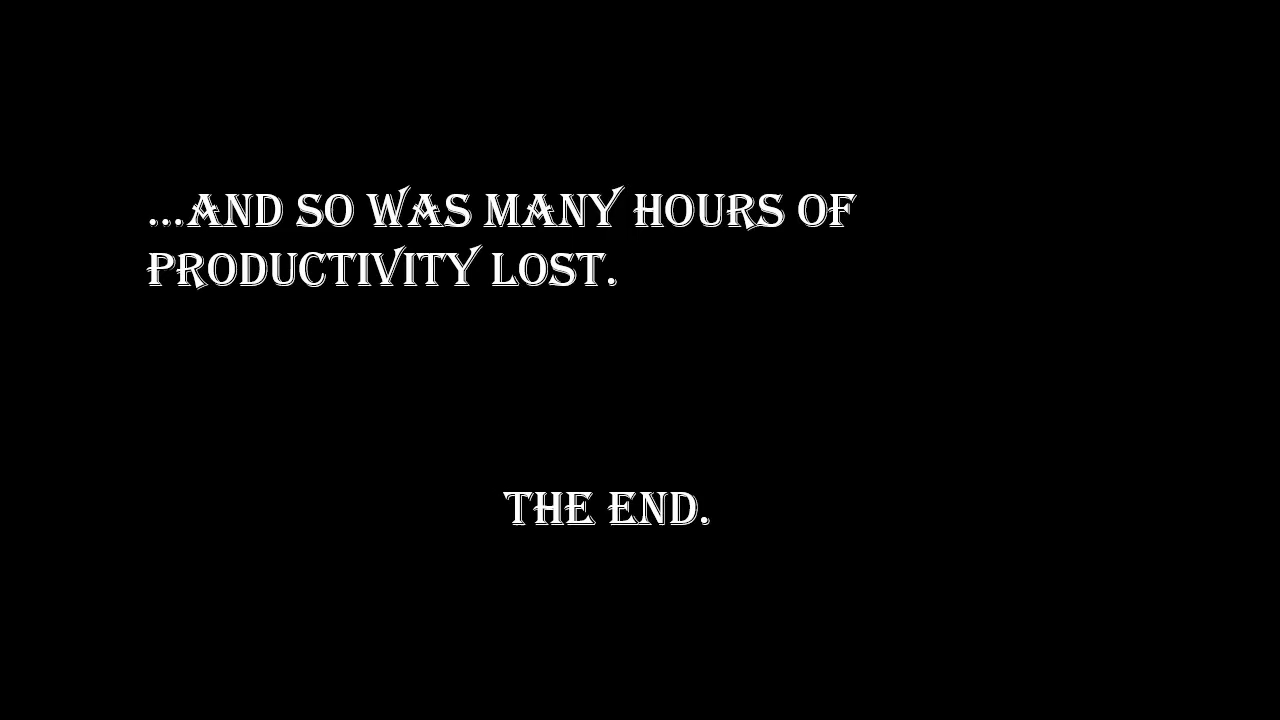 ...AND SO WAS MANY HOURS OF
PRODUCTIVITY LOST.
THE END.